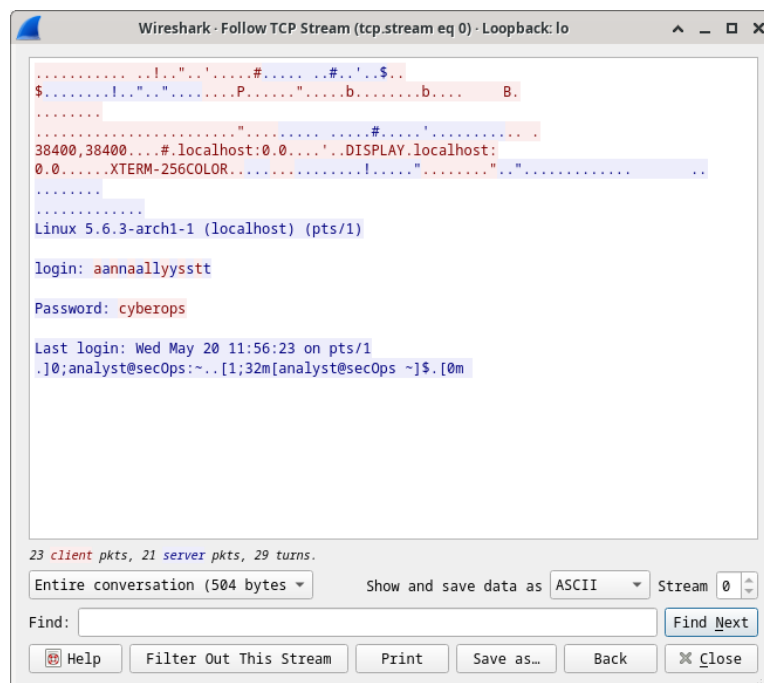 Wireshark · Follow TCP Stream (tcp.stream eq 0) · Loopback: lo
........... ..!.."..'.....#..... ..#..'..$..
$........!..".."........P......".....b........b.... B.
........
........................."......... .....#.....'........... .
38400,38400....#.localhost:0.0....'..DISPLAY.localhost:
0.0......XTERM-256COLOR..................!....."........".."............. ..
........
.............
Linux 5.6.3-arch1-1 (localhost) (pts/1)
login: aannaallyysstt
Password: cyberops
Last login: Wed May 20 11:56:23 on pts/1
.]0;analyst@secOps:~..[1;32m[analyst@secOps ~]$.[0m
23 client pkts, 21 server pkts, 29 turns.
Entire conversation (504 bytes
Show and save data as ASCII Stream 0
Find: Find Next
Help Filter Out This Stream Print Save as… Back Close